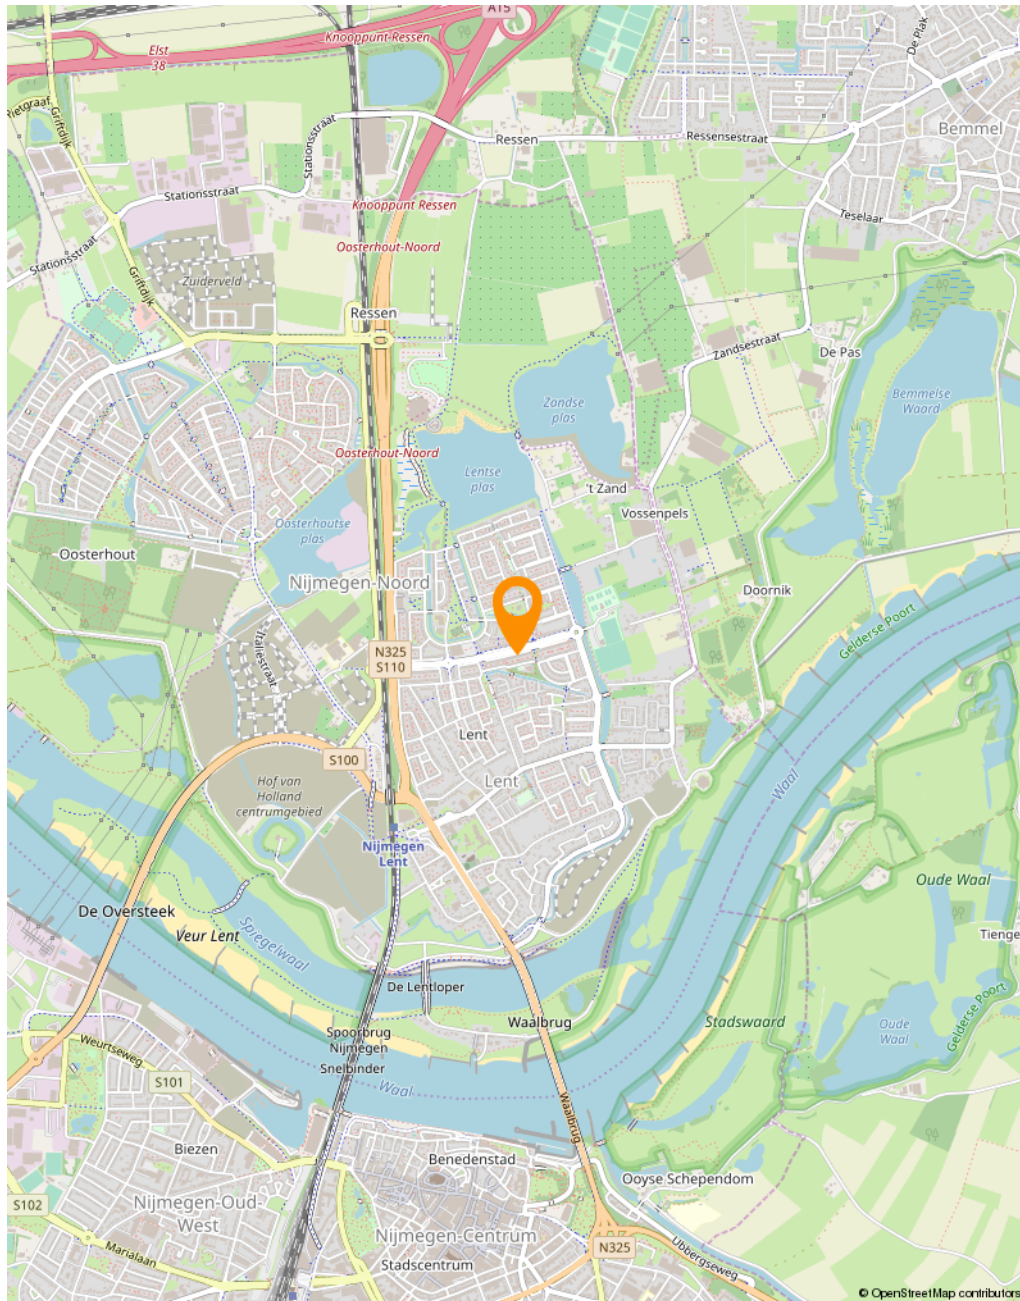 A15
Knooppunt Ressen
Elst
38
De Plak
Rietgraaf
Griftdijk
Stationsstraat
Ressen
Ressensestraat
Bemmel
Stationsstraat
Knooppunt Ressen
Teselaar
Stationsstraat
Oosterhout-Noord
Zuiderveld
Griftdijk
Ressen
Zandsestraat
De Pas
Zandse
plas
Bemmelse
Waard
Oosterhout-Noord
Lentse
plas
't Zand
Vossenpels
Oosterhoutse
plas
Oosterhout
Nijmegen-Noord
Doornik
Gelderse Poort
Italiëstraat
N325
S110
Lent
S100
Lent
Hof van
Holland
centrumgebied
Waal
Nijmegen
Lent
Oude Waal
De Oversteek
Veur Lent
Spiegelwaal
Tienge
De Lentloper
Gelderse Poort
Waalbrug
Stadswaard
Oude
Waal
Spoorbrug
Nijmegen
Snelbinder
Weurtseweg
S101
Waal
Waalbrug
Biezen
Benedenstad
Ooyse Schependom
S102
Nijmegen-Oud-
West
Nijmegen-Centrum
Stadscentrum
N325
Ubbergseweg
Marialaan
© OpenStreetMap contributors